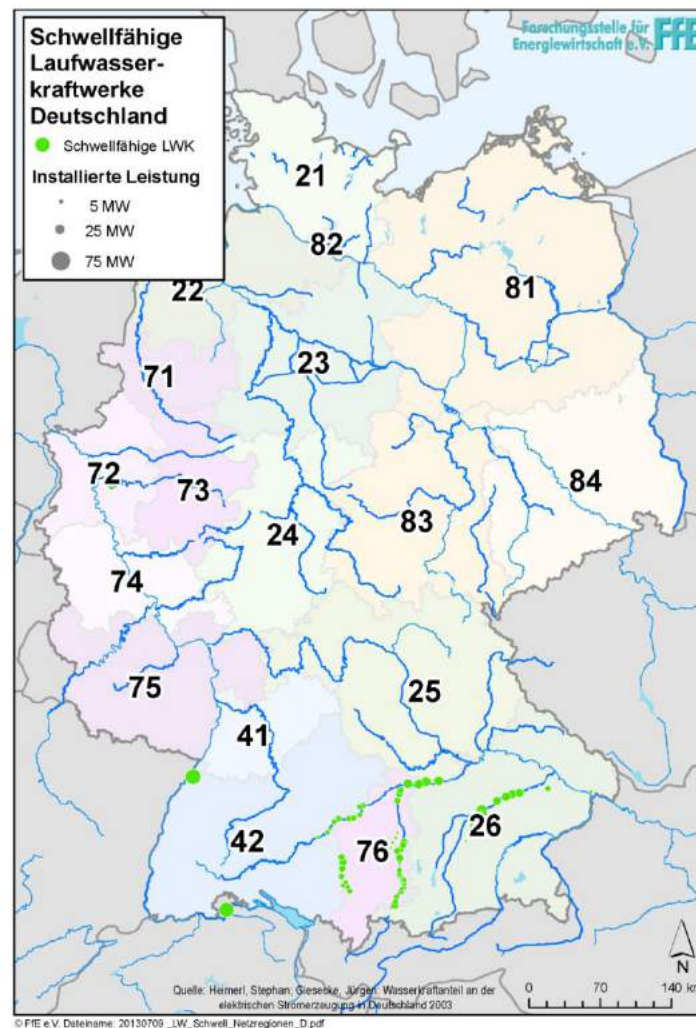 Schwellfähige
Laufwasser-
kraftwerke
Deutschland
Schwellfähige LWK
Installierte Leistung
5 MW
25 MW
75 MW
Forschungsstelle für
Energiewirtschaft e.V. FfE
21
82
81
22
23
71
72
73
84
83
24
74
75
25
41
42
76
26
N
Quelle: Heimerl, Stephan; Giesecke, Jürgen: Wasserkraftanteil an der
elektrischen Stromerzeugung in Deutschland 2003
0 70 140 km
© FfE e.V. Dateiname: 20130709_LW_Schwell_Netzregionen_D.pdf